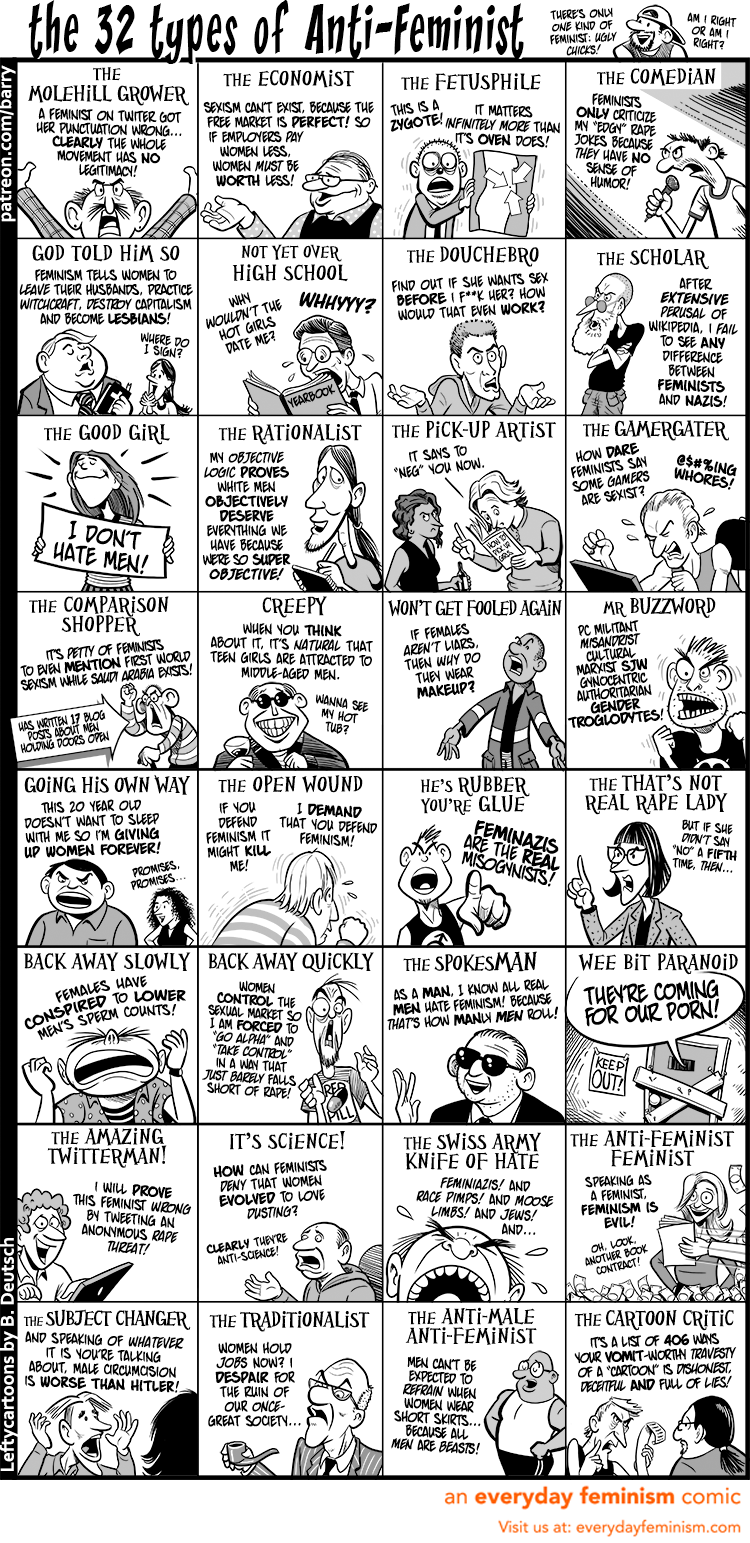 the 32 types of Anti-Feminist
THERE'S ONLY
ONE KIND OF
FEMINIST: UGLY
CHICKS!
AM I RIGHT
OR AM I
RIGHT?
patreon.com/barry
THE
MOLEHILL GROWER
A FEMINIST ON TWITER GOT
HER PUNCTUATION WRONG...
CLEARLY THE WHOLE
MOVEMENT HAS NO
LEGITIMACY!
THE ECONOMIST
SEXISM CAN'T EXIST, BECAUSE THE
FREE MARKET IS PERFECT! SO
IF EMPLOYERS PAY
WOMEN LESS,
WOMEN MUST BE
WORTH LESS!
THE FETUSPHILE
THIS IS A
ZYGOTE!
IT MATTERS
INFINITELY MORE THAN
IT'S OVEN DOES!
THE COMEDIAN
FEMINISTS
ONLY CRITICIZE
MY "EDGY" RAPE
JOKES BECAUSE
THEY HAVE NO
SENSE OF
HUMOR!
GOD TOLD HIM SO
FEMINISM TELLS WOMEN TO
LEAVE THEIR HUSBANDS, PRACTICE
WITCHCRAFT, DESTROY CAPITALISM
AND BECOME LESBIANS!
WHERE DO
I SIGN?
NOT YET OVER
HIGH SCHOOL
WHY
WOULDN'T THE
HOT GIRLS
DATE ME?
WHHYYY?
YEARBOOK
THE DOUCHEBRO
FIND OUT IF SHE WANTS SEX
BEFORE I F**K HER? HOW
WOULD THAT EVEN WORK?
THE SCHOLAR
AFTER
EXTENSIVE
PERUSAL OF
WIKIPEDIA, I FAIL
TO SEE ANY
DIFFERENCE
BETWEEN
FEMINISTS
AND NAZIS!
THE GOOD GIRL
I DON'T
HATE MEN!
THE RATIONALIST
MY OBJECTIVE
LOGIC PROVES
WHITE MEN
OBJECTIVELY
DESERVE
EVERYTHING WE
HAVE BECAUSE
WE'RE SO SUPER
OBJECTIVE!
THE PICK-UP ARTIST
IT SAYS TO
"NEG" YOU NOW.
HOW TO
PICK UP
THE GAMERGATER
HOW DARE
FEMINISTS SAY
SOME GAMERS
ARE SEXIST?
@$#%ING
WHORES!
THE COMPARISON
SHOPPER
IT'S PETTY OF FEMINISTS
TO EVEN MENTION FIRST WORLD
SEXISM WHILE SAUDI ARABIA EXISTS!
HAS WRITTEN 17 BLOG
POSTS ABOUT MEN
HOLDING DOORS OPEN
CREEPY
WHEN YOU THINK
ABOUT IT, IT'S NATURAL THAT
TEEN GIRLS ARE ATTRACTED TO
MIDDLE-AGED MEN.
WANNA SEE
MY HOT
TUB?
WON'T GET FOOLED AGAIN
IF FEMALES
AREN'T LIARS,
THEN WHY DO
THEY WEAR
MAKEUP?
MR BUZZWORD
PC MILITANT
MISANDRIST
CULTURAL
MARXIST SJW
GYNOCENTRIC
AUTHORITARIAN
GENDER
TROGLODYTES!
GOING HIS OWN WAY
THIS 20 YEAR OLD
DOESN'T WANT TO SLEEP
WITH ME SO I'M GIVING
UP WOMEN FOREVER!
PROMISES,
PROMISES...
THE OPEN WOUND
IF YOU
DEFEND
FEMINISM IT
MIGHT KILL
ME!
I DEMAND
THAT YOU DEFEND
FEMINISM!
HE'S RUBBER
YOU'RE GLUE
FEMINAZIS
ARE THE REAL
MISOGYNISTS!
THE THAT'S NOT
REAL RAPE LADY
BUT IF SHE
DIDN'T SAY
"NO" A FIFTH
TIME, THEN...
BACK AWAY SLOWLY
FEMALES HAVE
CONSPIRED TO LOWER
MEN'S SPERM COUNTS!
BACK AWAY QUICKLY
WOMEN
CONTROL THE
SEXUAL MARKET SO
I AM FORCED TO
"GO ALPHA" AND
"TAKE CONTROL"
IN A WAY THAT
JUST BARELY FALLS
SHORT OF RAPE!
RED
PILL
THE SPOKESMAN
AS A MAN, I KNOW ALL REAL
MEN HATE FEMINISM! BECAUSE
THAT'S HOW MANLY MEN ROLL!
WEE BIT PARANOID
THEY'RE COMING
FOR OUR PORN!
KEEP
OUT!
THE AMAZING
TWITTERMAN!
I WILL PROVE
THIS FEMINIST WRONG
BY TWEETING AN
ANONYMOUS RAPE
THREAT!
IT'S SCIENCE!
HOW CAN FEMINISTS
DENY THAT WOMEN
EVOLVED TO LOVE
DUSTING?
CLEARLY THEY'RE
ANTI-SCIENCE!
THE SWISS ARMY
KNIFE OF HATE
FEMINIAZIS! AND
RACE PIMPS! AND MOOSE
LIMBS! AND JEWS!
AND...
THE ANTI-FEMINIST
FEMINIST
SPEAKING AS
A FEMINIST,
FEMINISM IS
EVIL!
OH, LOOK,
ANOTHER BOOK
CONTRACT!
Leftycartoons by B. Deutsch
THE SUBJECT CHANGER
AND SPEAKING OF WHATEVER
IT IS YOU'RE TALKING
ABOUT, MALE CIRCUMCISION
IS WORSE THAN HITLER!
THE TRADITIONALIST
WOMEN HOLD
JOBS NOW? I
DESPAIR FOR
THE RUIN OF
OUR ONCE-
GREAT SOCIETY...
THE ANTI-MALE
ANTI-FEMINIST
MEN CAN'T BE
EXPECTED TO
REFRAIN WHEN
WOMEN WEAR
SHORT SKIRTS...
BECAUSE ALL
MEN ARE BEASTS!
THE CARTOON CRITIC
IT'S A LIST OF 406 WAYS
YOUR VOMIT-WORTHY TRAVESTY
OF A "CARTOON" IS DISHONEST,
DECEITFUL AND FULL OF LIES!
an everyday feminism comic
Visit us at: everydayfeminism.com